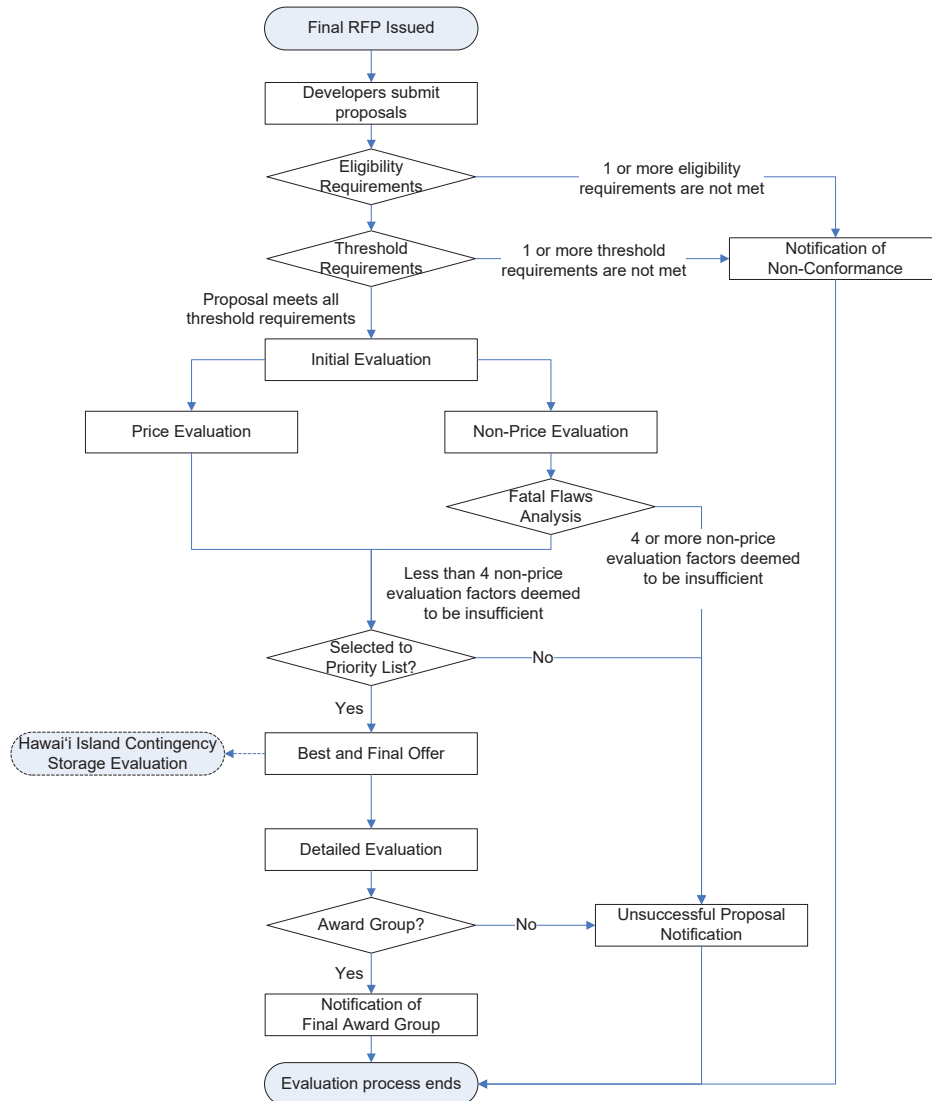 Final RFP Issued
Developers submit
proposals
Eligibility
Requirements
1 or more eligibility
requirements are not met
Threshold
Requirements
1 or more threshold
requirements are not met
Notification of
Non-Conformance
Proposal meets all
threshold requirements
Initial Evaluation
Price Evaluation
Non-Price Evaluation
Fatal Flaws
Analysis
4 or more non-price
evaluation factors deemed
to be insufficient
Less than 4 non-price
evaluation factors deemed
to be insufficient
Selected to
Priority List?
No
Yes
Hawaiʻi Island Contingency
Storage Evaluation
Best and Final Offer
Detailed Evaluation
Award Group?
No
Unsuccessful Proposal
Notification
Yes
Notification of
Final Award Group
Evaluation process ends